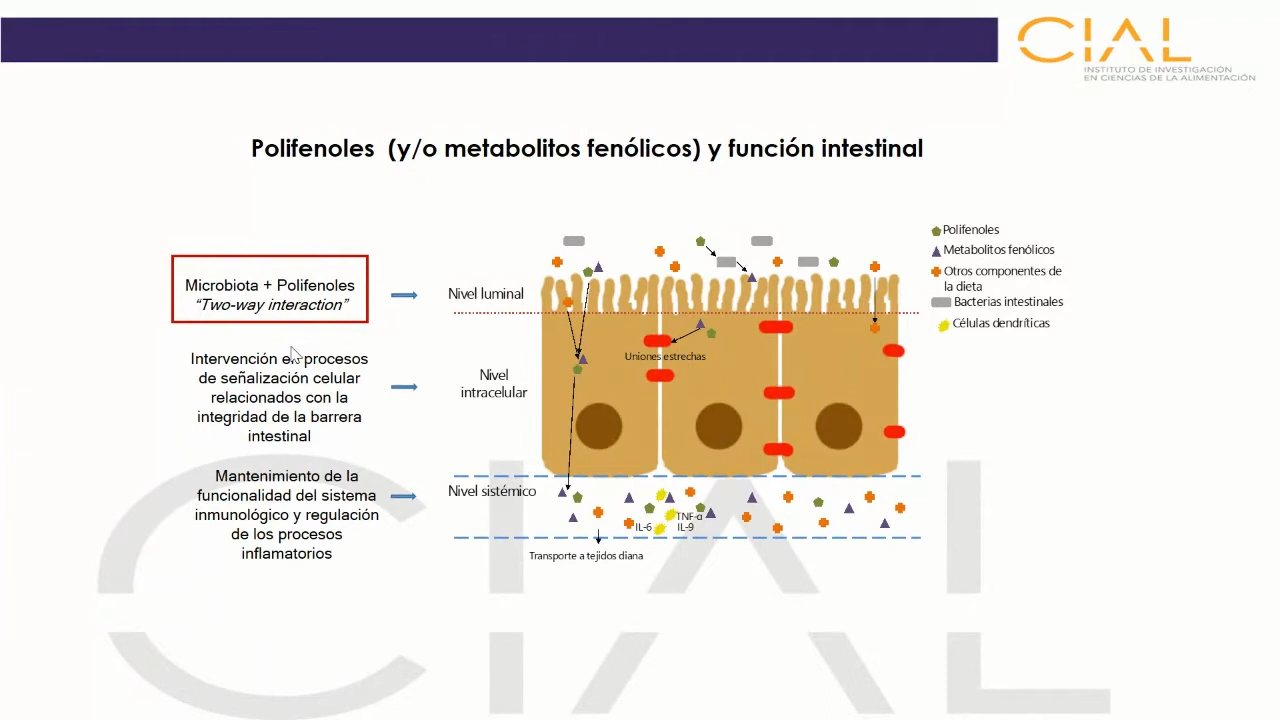 CIAL
INSTITUTO DE INVESTIGACIÓN
EN CIENCIAS DE LA ALIMENTACIÓN
Polifenoles (y/o metabolitos fenólicos) y función intestinal
Microbiota + Polifenoles
“Two-way interaction”
Intervención en procesos
de señalización celular
relacionados con la
integridad de la barrera
intestinal
Mantenimiento de la
funcionalidad del sistema
inmunológico y regulación
de los procesos
inflamatorios
Nivel luminal
Nivel
intracelular
Nivel sistémico
Uniones estrechas
TNF-α
IL-6
IL-9
Transporte a tejidos diana
Polifenoles
Metabolitos fenólicos
Otros componentes de
la dieta
Bacterias intestinales
Células dendríticas
CIAL